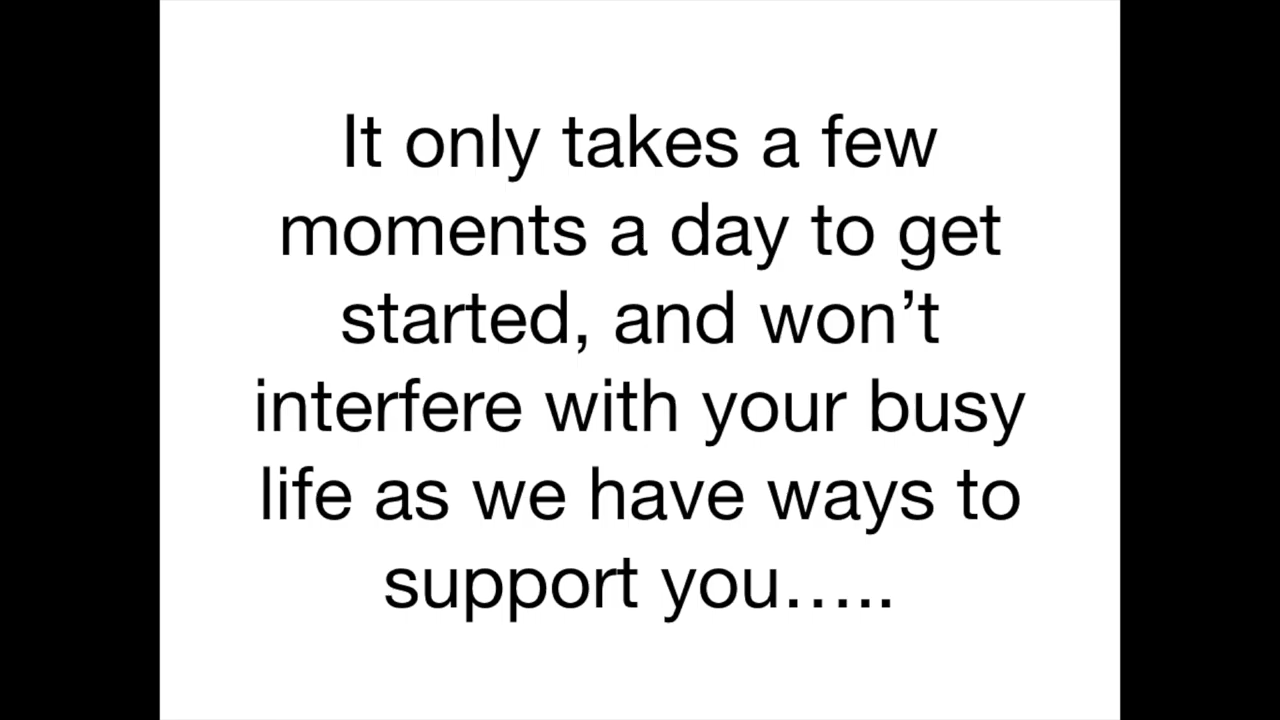 It only takes a few
moments a day to get
started, and won’t
interfere with your busy
life as we have ways to
support you…..